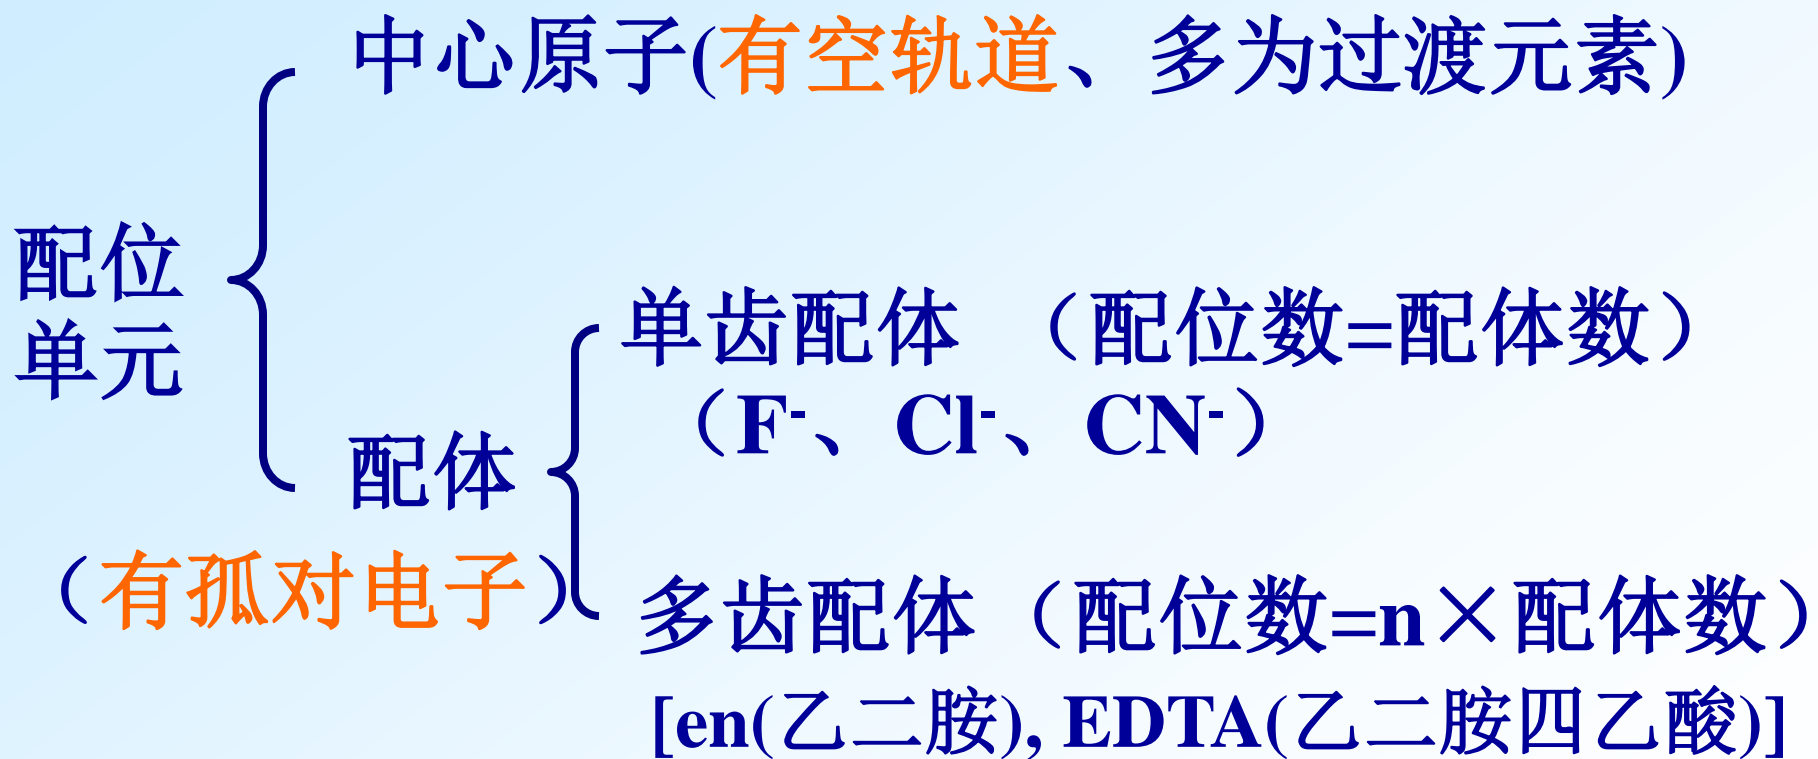 中心原子(有空轨道、多为过渡元素)
配位
单元
单齿配体 （配位数=配体数）
（F⁻、Cl⁻、CN⁻）
配体
（有孤对电子）
多齿配体（配位数=n×配体数）
[en(乙二胺), EDTA(乙二胺四乙酸)]